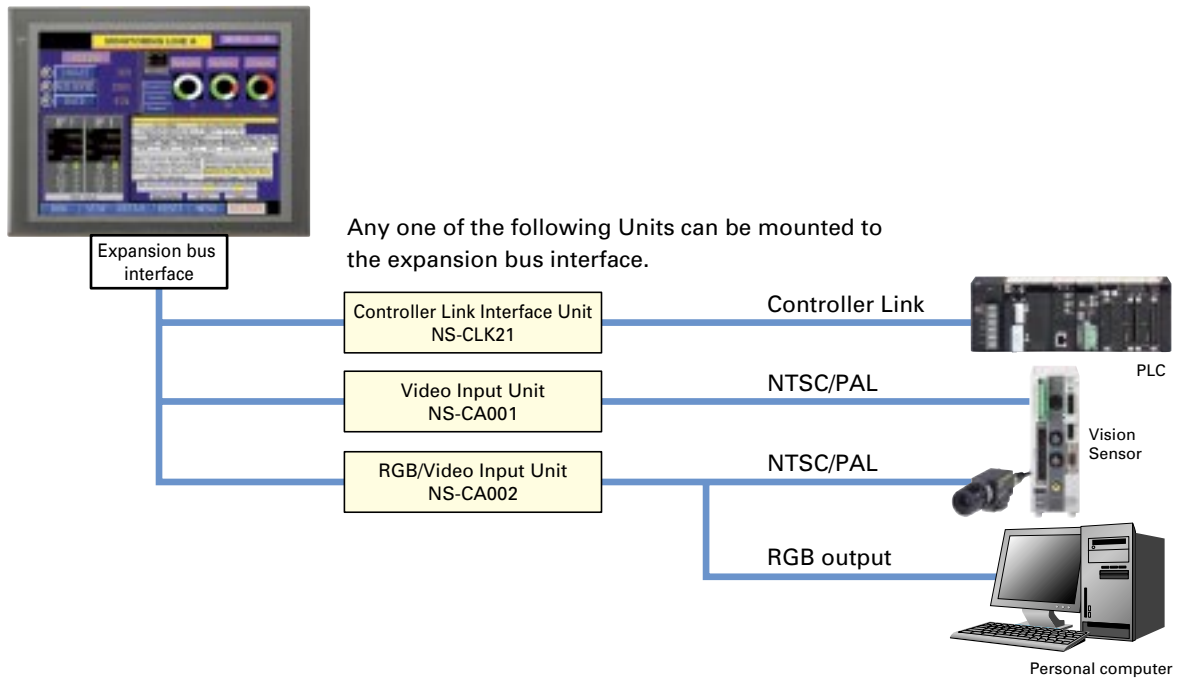 MONITORING LINE A
Expansion bus
interface
Any one of the following Units can be mounted to
the expansion bus interface.
Controller Link Interface Unit
NS-CLK21
Controller Link
PLC
Video Input Unit
NS-CA001
NTSC/PAL
Vision
Sensor
RGB/Video Input Unit
NS-CA002
NTSC/PAL
RGB output
Personal computer